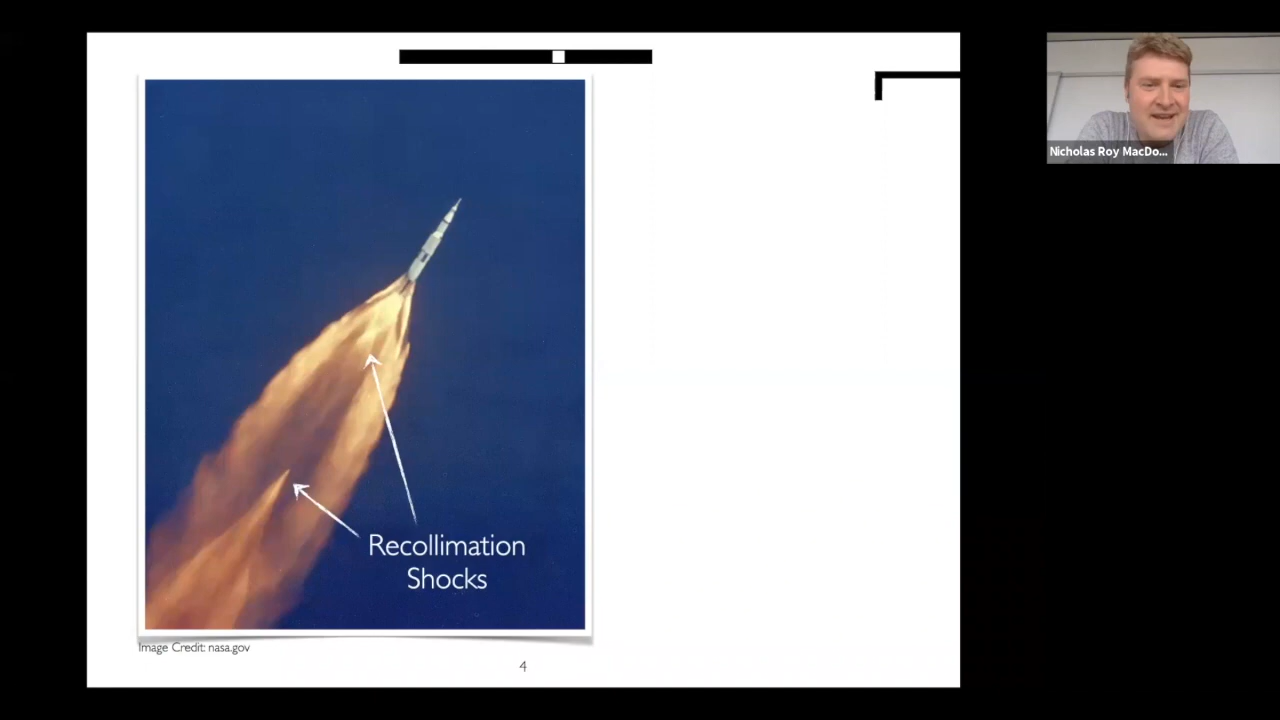 Nicholas Roy MacDo...
Recollimation
Shocks
Image Credit: nasa.gov
4